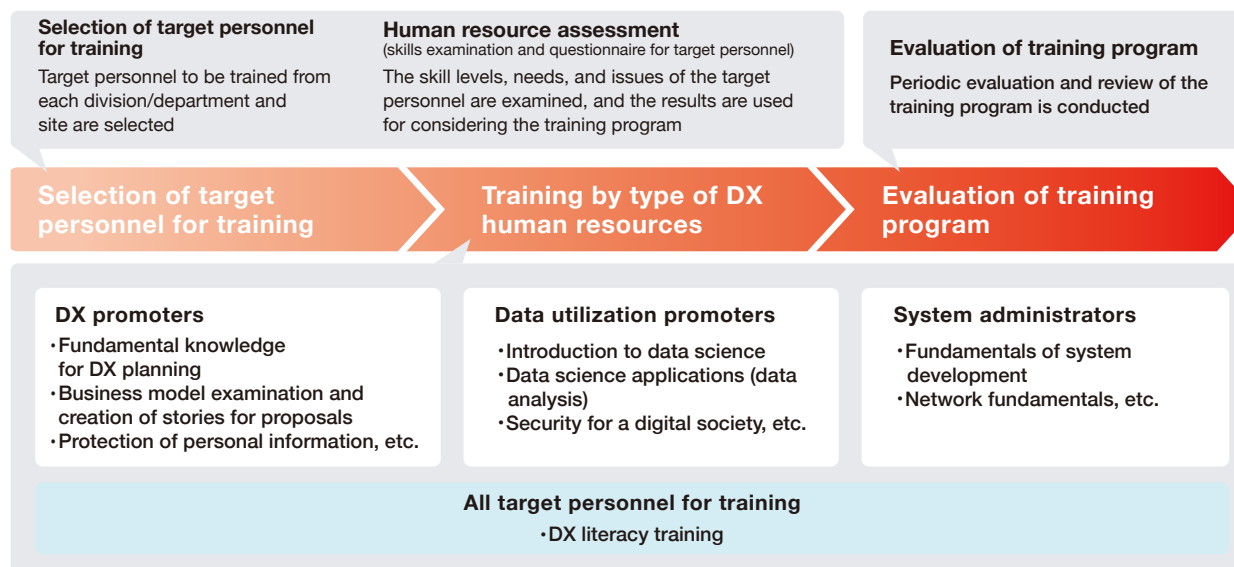 Selection of target personnel
for training
Target personnel to be trained from
each division/department and
site are selected
Human resource assessment
(skills examination and questionnaire for target personnel)
The skill levels, needs, and issues of the target
personnel are examined, and the results are used
for considering the training program
Evaluation of training program
Periodic evaluation and review of the
training program is conducted
Selection of target
personnel for training
Training by type of DX
human resources
Evaluation of training
program
DX promoters
・Fundamental knowledge
for DX planning
・Business model examination and
creation of stories for proposals
・Protection of personal information, etc.
Data utilization promoters
・Introduction to data science
・Data science applications (data
analysis)
・Security for a digital society, etc.
System administrators
・Fundamentals of system
development
・Network fundamentals, etc.
All target personnel for training
・DX literacy training